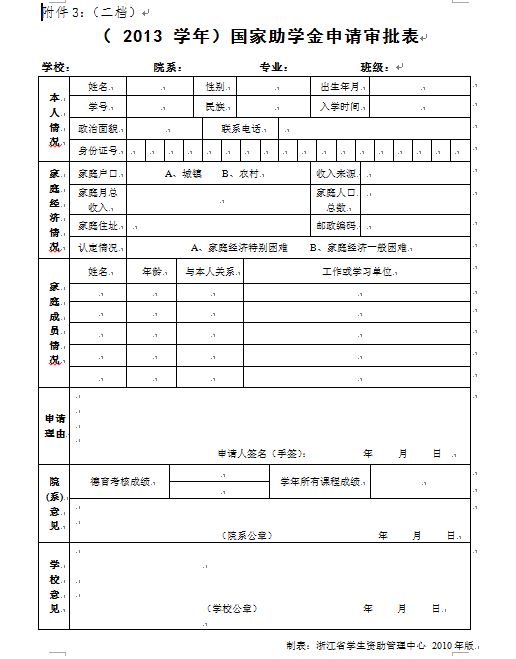 附件 3:（二档）
（ 2013 学年）国家助学金申请审批表
学校： 院系： 专业： 班级：
本人情况
姓名 性别 出生年月
学号 民族 入学时间
政治面貌 联系电话
身份证号
家庭经济情况
家庭户口 A、城镇 B、农村 收入来源
家庭月总收入 家庭人口总数
家庭住址 邮政编码
认定情况 A、家庭经济特别困难 B、家庭经济一般困难
家庭成员情况
姓名 年龄 与本人关系 工作或学习单位
申请理由
申请人签名（手签）： 年 月 日
院(系)意见
德育考核成绩 学年所有课程成绩
（院系公章） 年 月 日
学校意见
（学校公章） 年 月 日
制表：浙江省学生资助管理中心 2010 年版